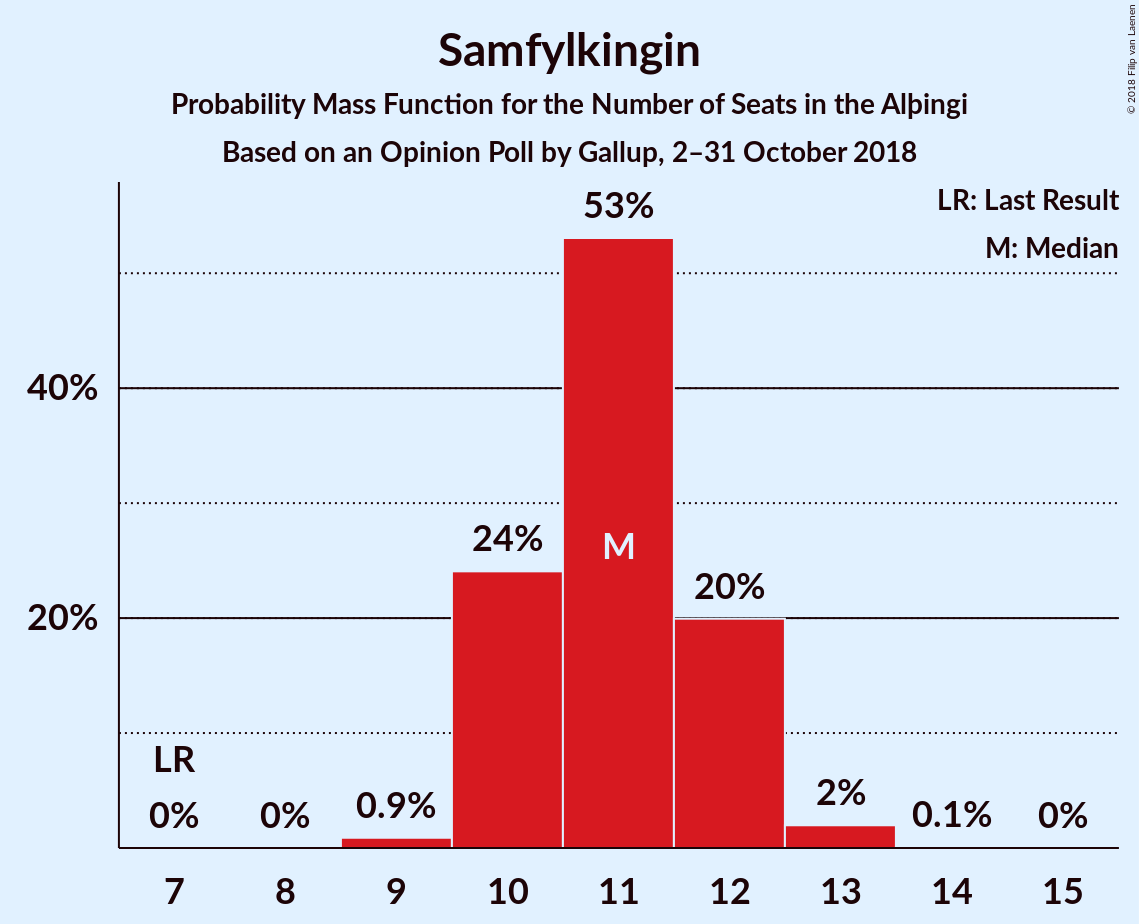 Samfylkingin
Probability Mass Function for the Number of Seats in the Alþingi
Based on an Opinion Poll by Gallup, 2–31 October 2018
© 2018 Filip van Laenen
LR: Last Result
M: Median
53%
40%
24%
M
20%
20%
LR
0%
0%
0.9%
2%
0.1%
0%
7 8 9 10 11 12 13 14 15